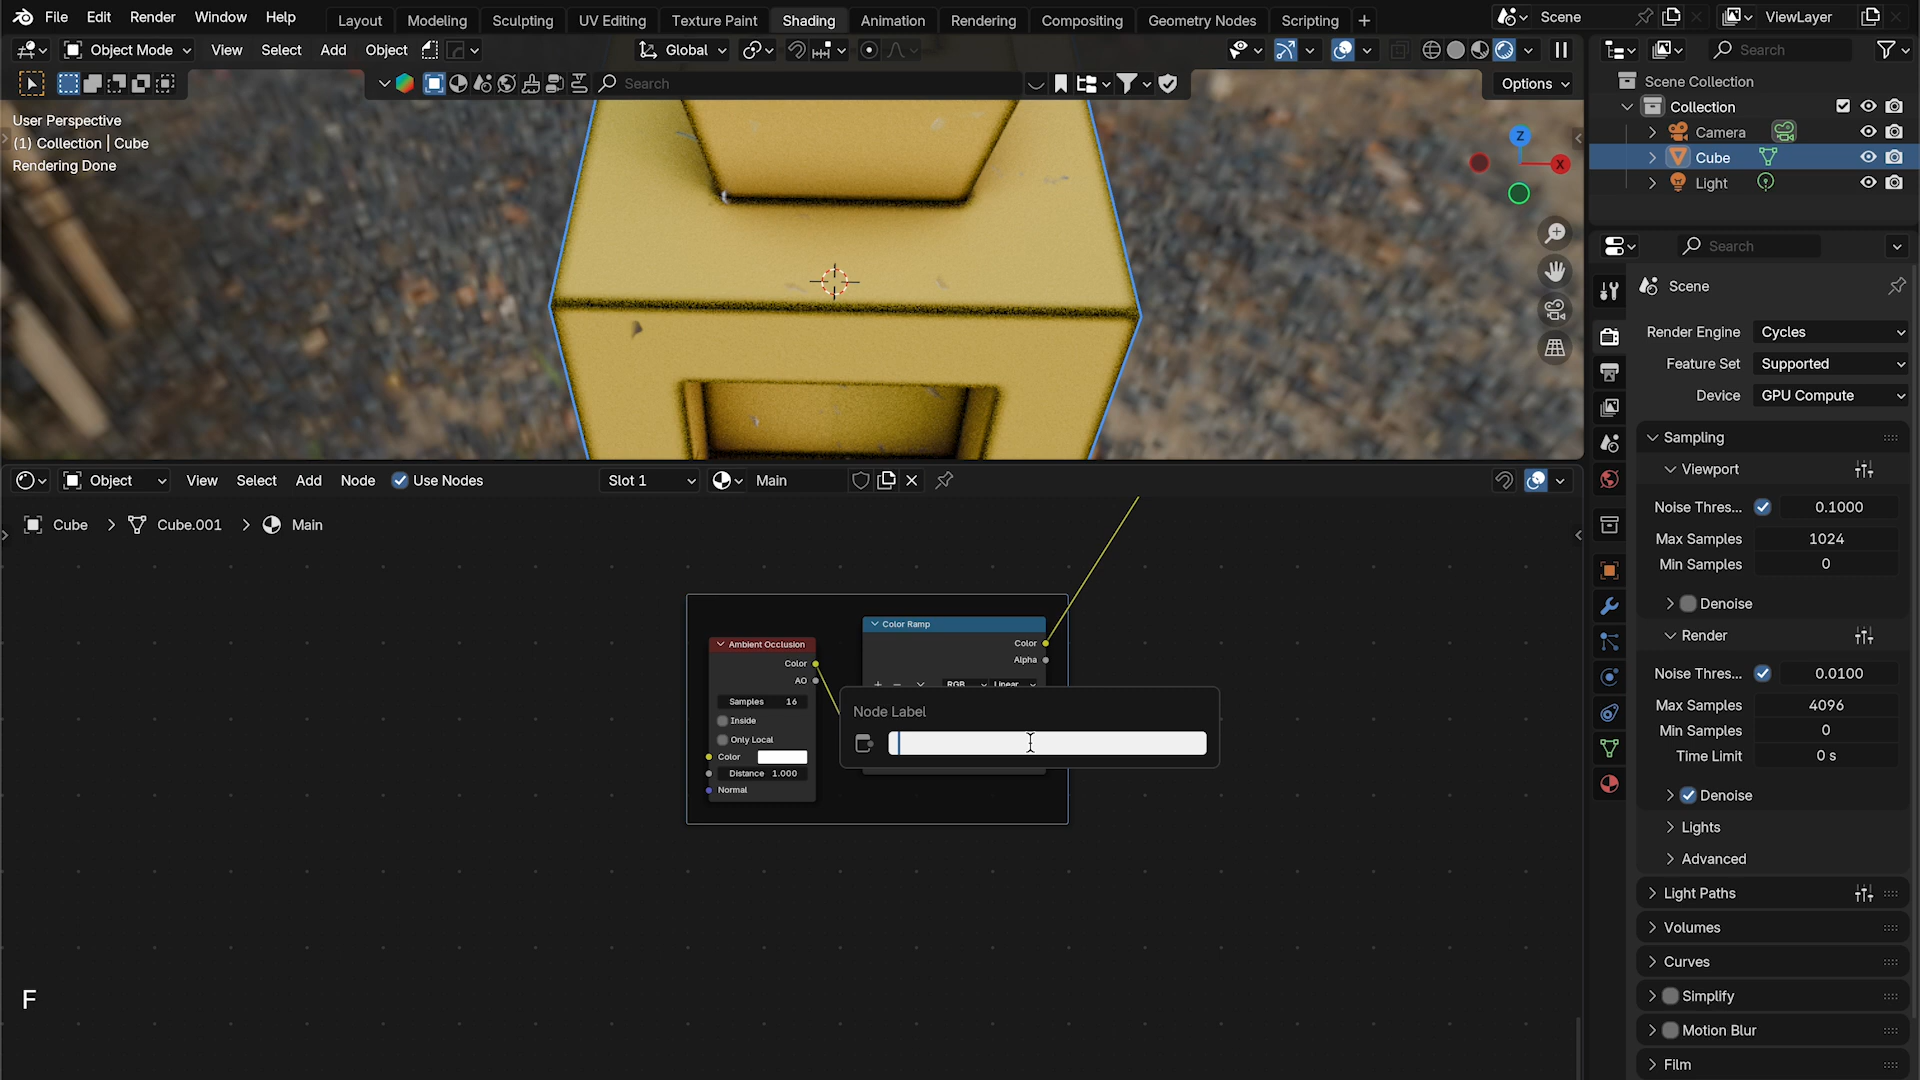 File Edit Render Window Help Layout Modeling Sculpting UV Editing Texture Paint Shading Animation Rendering Compositing Geometry Nodes Scripting + Scene ViewLayer
Object Mode View Select Add Object Global Search
Search Options
User Perspective
(1) Collection | Cube
Rendering Done
Z
X
Scene Collection
Collection
Camera
Cube
Light
Search
Scene
Render Engine Cycles
Feature Set Supported
Device GPU Compute
Sampling
Viewport
Noise Thres... 0.1000
Max Samples 1024
Min Samples 0
Denoise
Render
Noise Thres... 0.0100
Max Samples 4096
Min Samples 0
Time Limit 0 s
Denoise
Lights
Advanced
Light Paths
Volumes
Curves
Simplify
Motion Blur
Film
Object View Select Add Node Use Nodes Slot 1 Main
Cube > Cube.001 > Main
Ambient Occlusion
Color
AO
Samples 16
Inside
Only Local
Color
Distance 1.000
Normal
Color Ramp
Color
Alpha
RGB Linear
Node Label
F